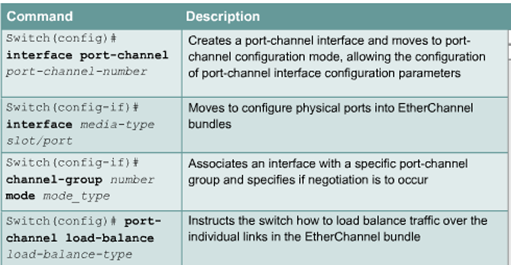 Command Description
Switch(config)# Creates a port-channel interface and moves to port-
interface port-channel channel configuration mode, allowing the configuration
port-channel-number of port-channel interface configuration parameters
Switch(config-if)# Moves to configure physical ports into EtherChannel
interface media-type bundles
slot/port
Switch(config-if)# Associates an interface with a specific port-channel
channel-group number group and specifies if negotiation is to occur
mode mode_type
Switch(config)# port- Instructs the switch how to load balance traffic over the
channel load-balance individual links in the EtherChannel bundle
load-balance-type